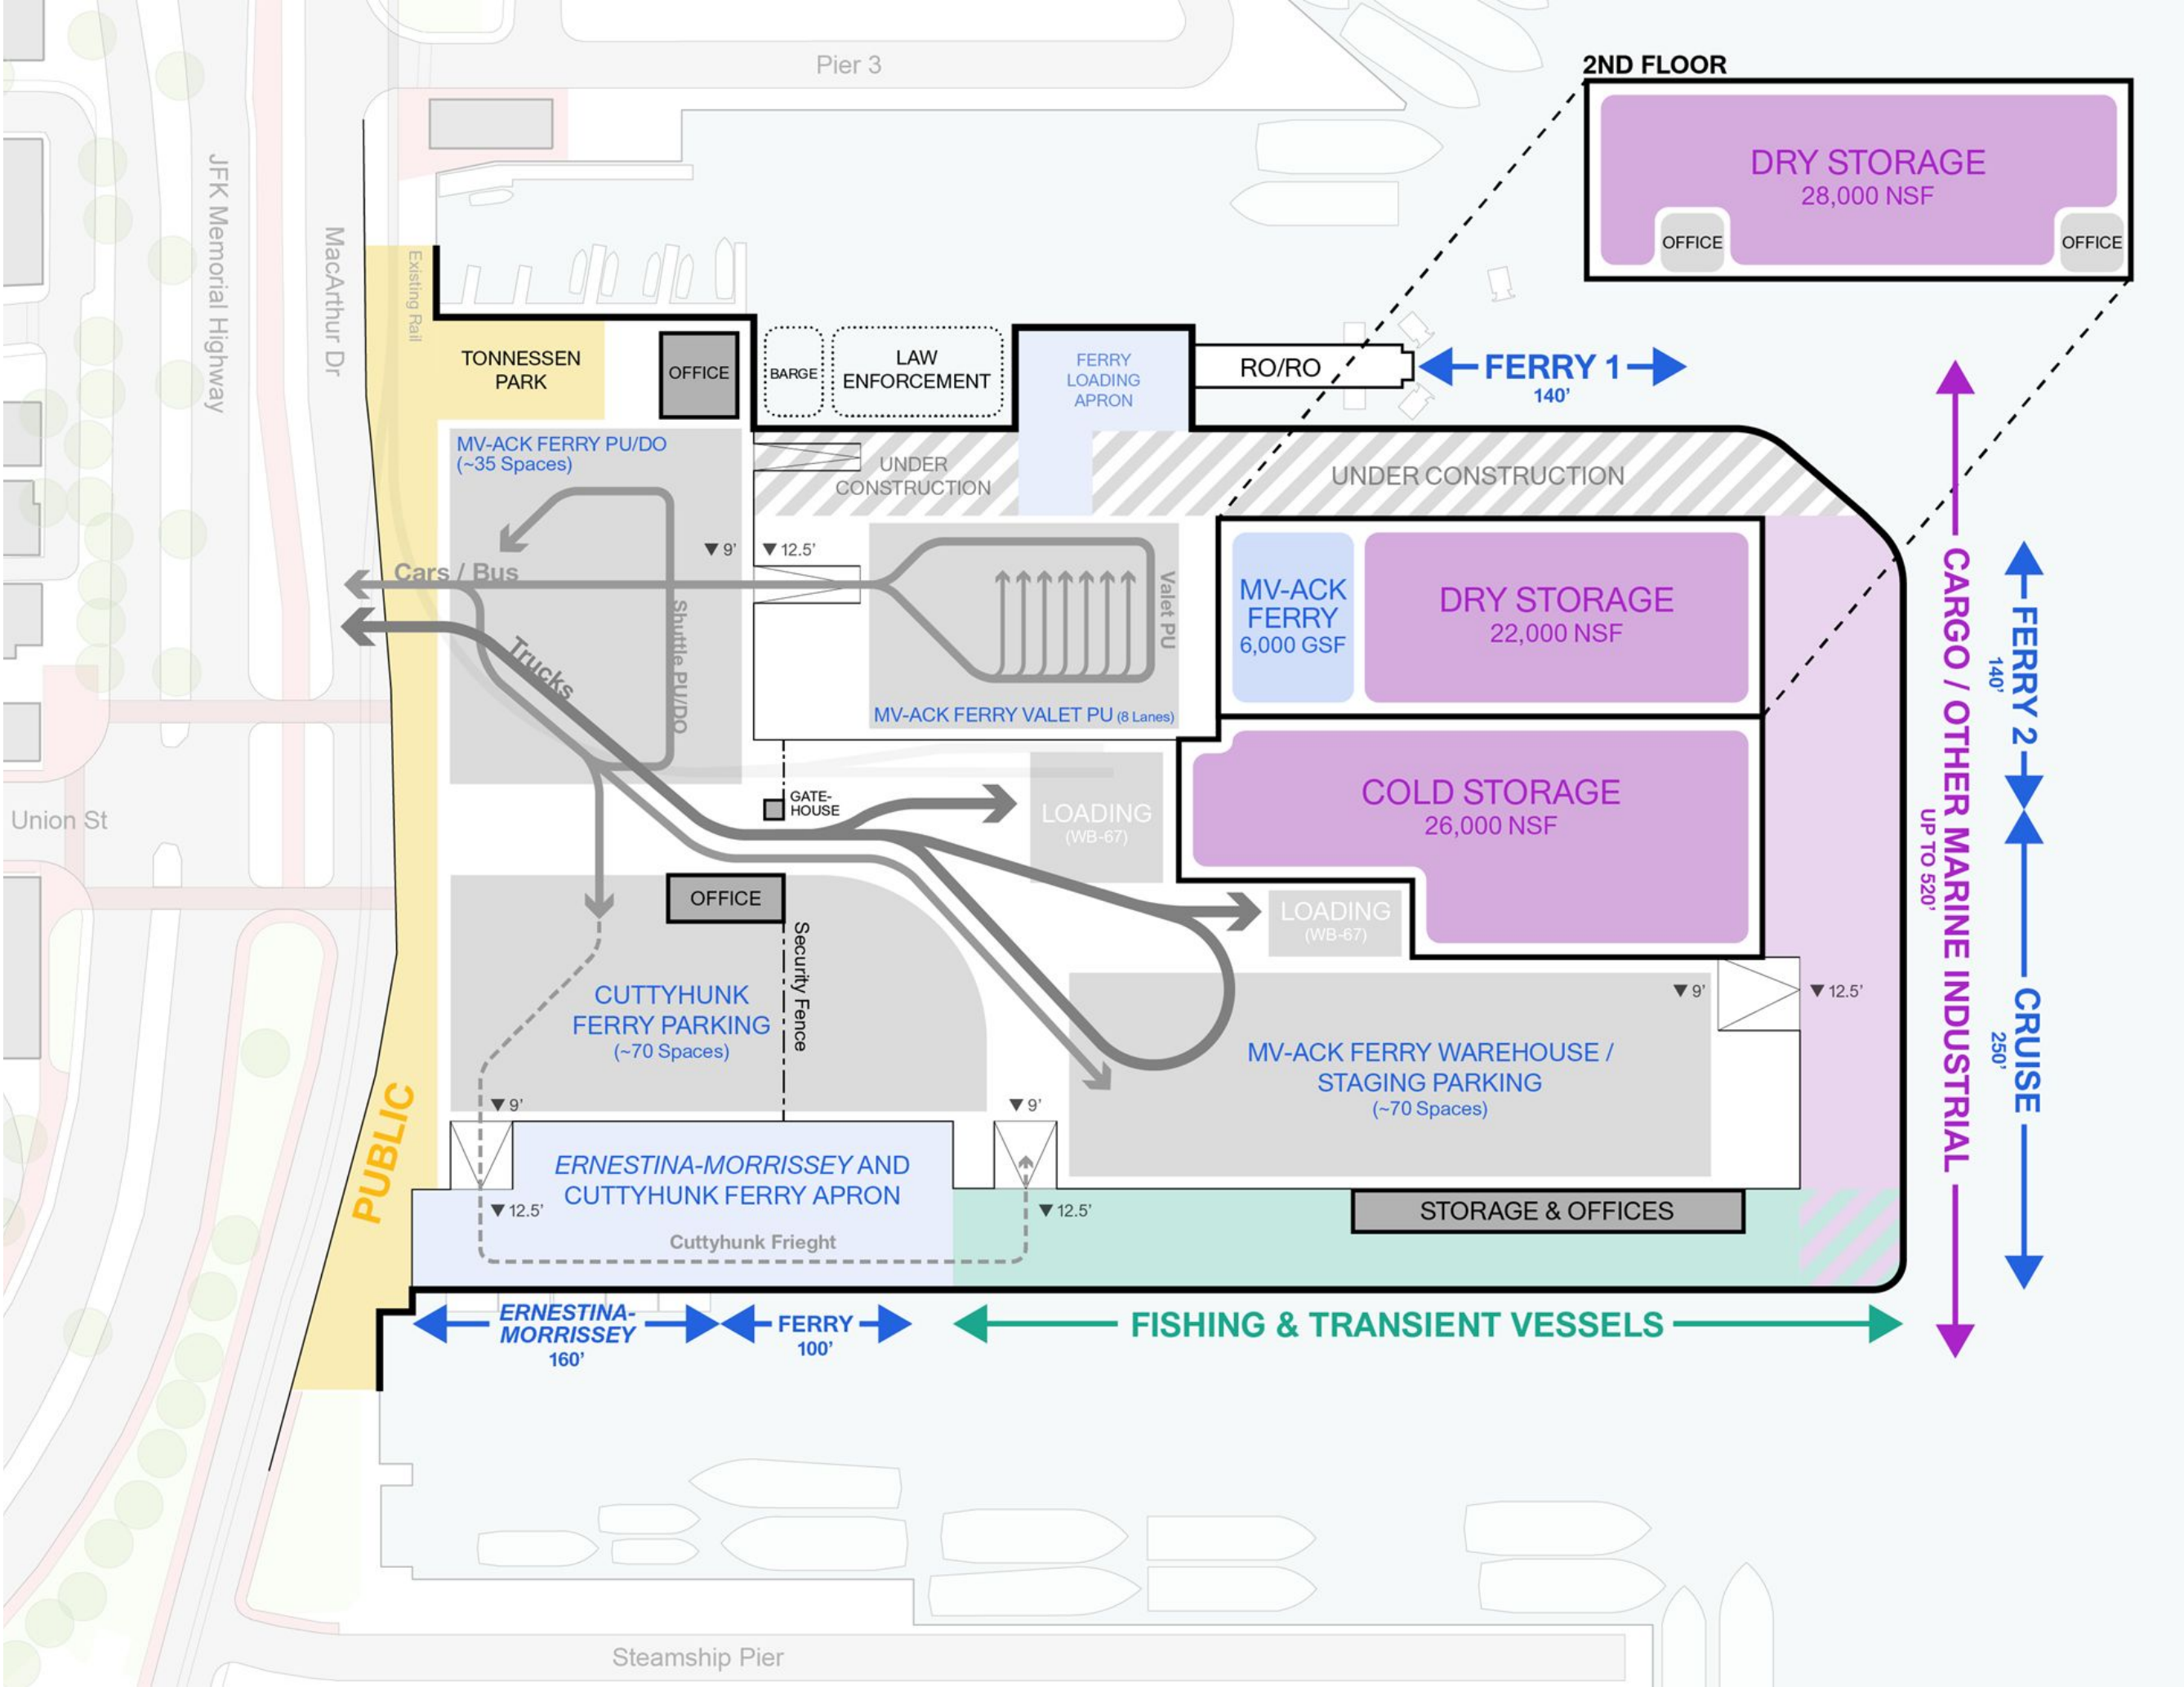 Pier 3
2ND FLOOR
DRY STORAGE
28,000 NSF
OFFICE
OFFICE
JFK Memorial Highway
MacArthur Dr
Existing Rail
TONNESSEN
PARK
OFFICE
BARGE
LAW
ENFORCEMENT
FERRY
LOADING
APRON
RO/RO
FERRY 1
140'
MV-ACK FERRY PU/DO
(~35 Spaces)
UNDER
CONSTRUCTION
UNDER CONSTRUCTION
▼ 9'
▼ 12.5'
Cars / Bus
Trucks
Shuttle PU/DO
Valet PU
MV-ACK FERRY VALET PU (8 Lanes)
MV-ACK
FERRY
6,000 GSF
DRY STORAGE
22,000 NSF
COLD STORAGE
26,000 NSF
CARGO / OTHER MARINE INDUSTRIAL
UP TO 520'
FERRY 2
140'
CRUISE
250'
Union St
GATE-
HOUSE
LOADING
(WB-67)
OFFICE
LOADING
(WB-67)
Security Fence
CUTTYHUNK
FERRY PARKING
(~70 Spaces)
▼ 9'
▼ 12.5'
MV-ACK FERRY WAREHOUSE /
STAGING PARKING
(~70 Spaces)
▼ 9'
▼ 9'
PUBLIC
ERNESTINA-MORRISSEY AND
CUTTYHUNK FERRY APRON
▼ 12.5'
▼ 12.5'
Cuttyhunk Frieght
STORAGE & OFFICES
ERNESTINA-
MORRISSEY
160'
FERRY
100'
FISHING & TRANSIENT VESSELS
Steamship Pier